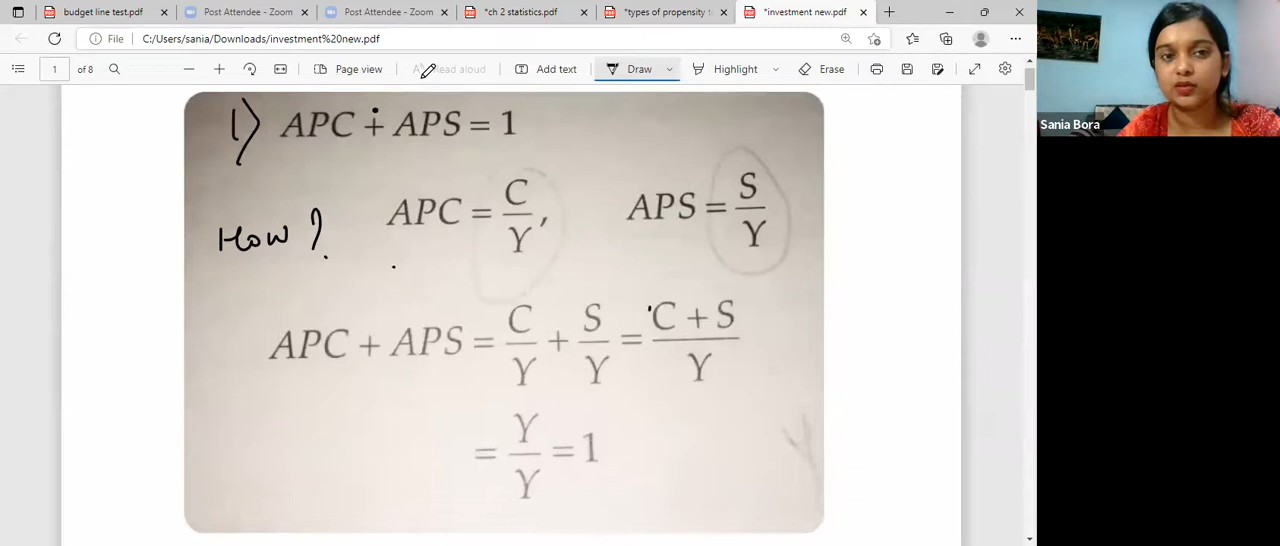 budget line test.pdf
Post Attendee - Zoom
Post Attendee - Zoom
*ch 2 statistics.pdf
*types of propensity
*investment new.pdf
File C:/Users/sania/Downloads/investment%20new.pdf
1 of 8
Page view
Read aloud
Add text
Draw
Highlight
Erase
Sania Bora
1) APC + APS = 1
How? APC = C/Y, APS = S/Y
APC + APS = C/Y + S/Y = C + S/Y
= Y/Y = 1